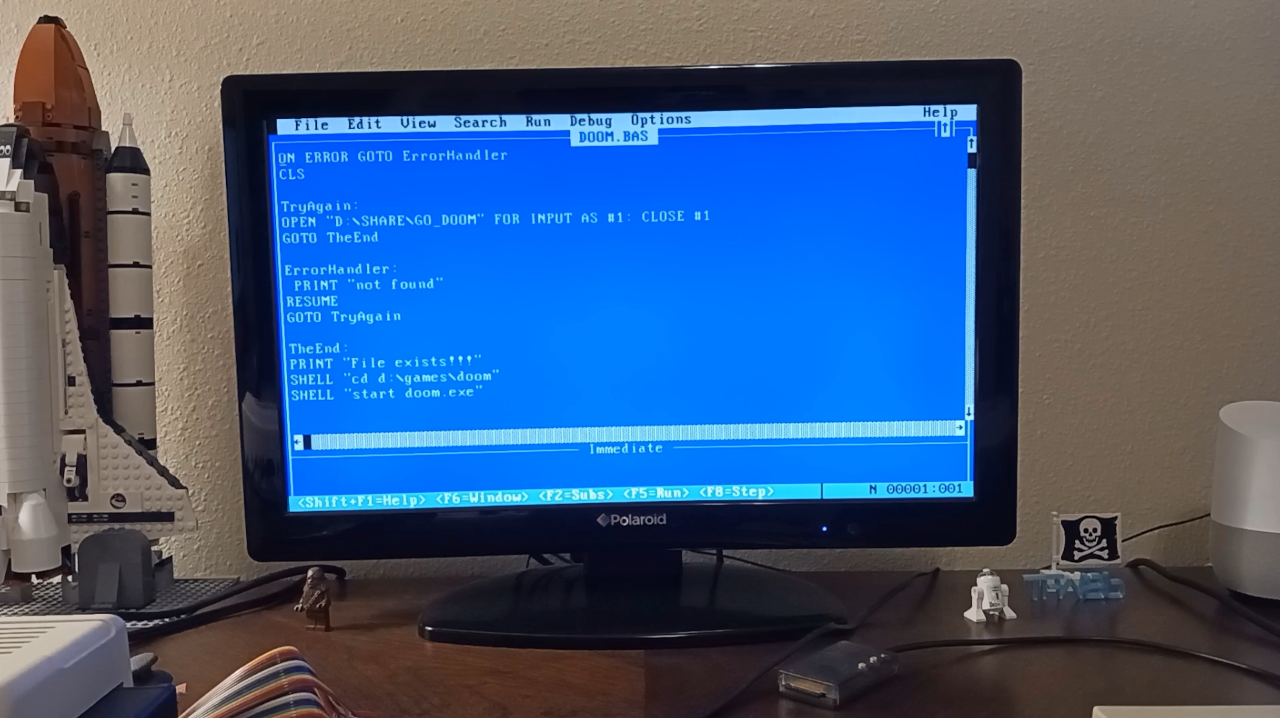 File Edit View Search Run Debug Options Help
DOOM.BAS
ON ERROR GOTO ErrorHandler
CLS
TryAgain:
OPEN "D:\SHARE\GO_DOOM" FOR INPUT AS #1: CLOSE #1
GOTO TheEnd
ErrorHandler:
PRINT "not found"
RESUME
GOTO TryAgain
TheEnd:
PRINT "File exists!!!"
SHELL "cd d:\games\doom"
SHELL "start doom.exe"
Immediate
<Shift+F1=Help> <F6=Window> <F2=Subs> <F5=Run> <F8=Step> N 00001:001
Polaroid